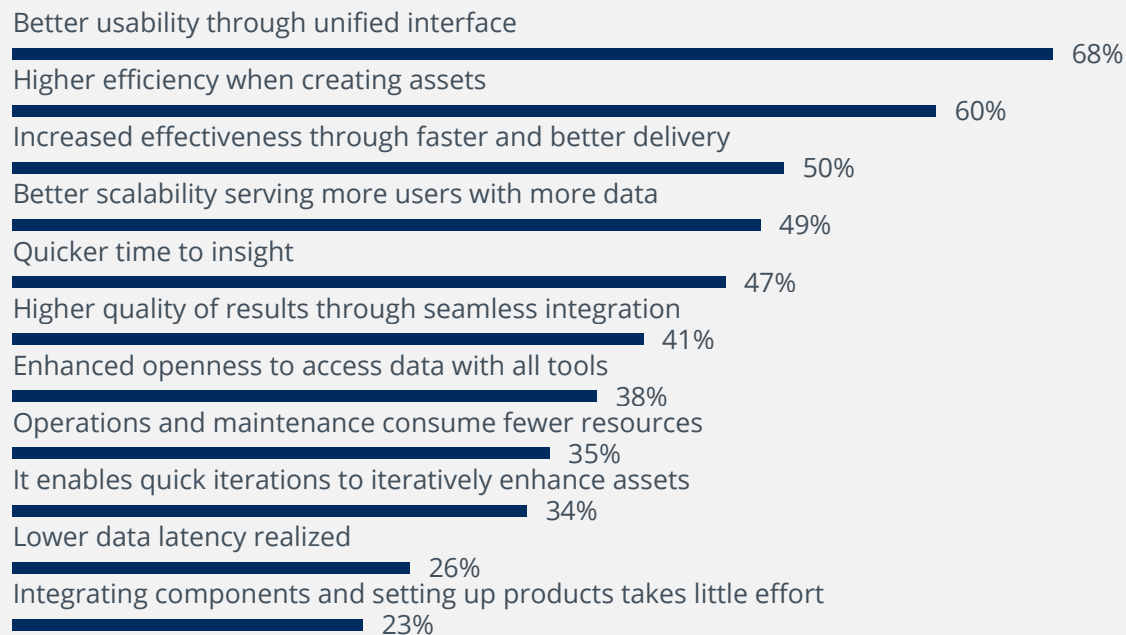 Better usability through unified interface
68%
Higher efficiency when creating assets
60%
Increased effectiveness through faster and better delivery
50%
Better scalability serving more users with more data
49%
Quicker time to insight
47%
Higher quality of results through seamless integration
41%
Enhanced openness to access data with all tools
38%
Operations and maintenance consume fewer resources
35%
It enables quick iterations to iteratively enhance assets
34%
Lower data latency realized
26%
Integrating components and setting up products takes little effort
23%